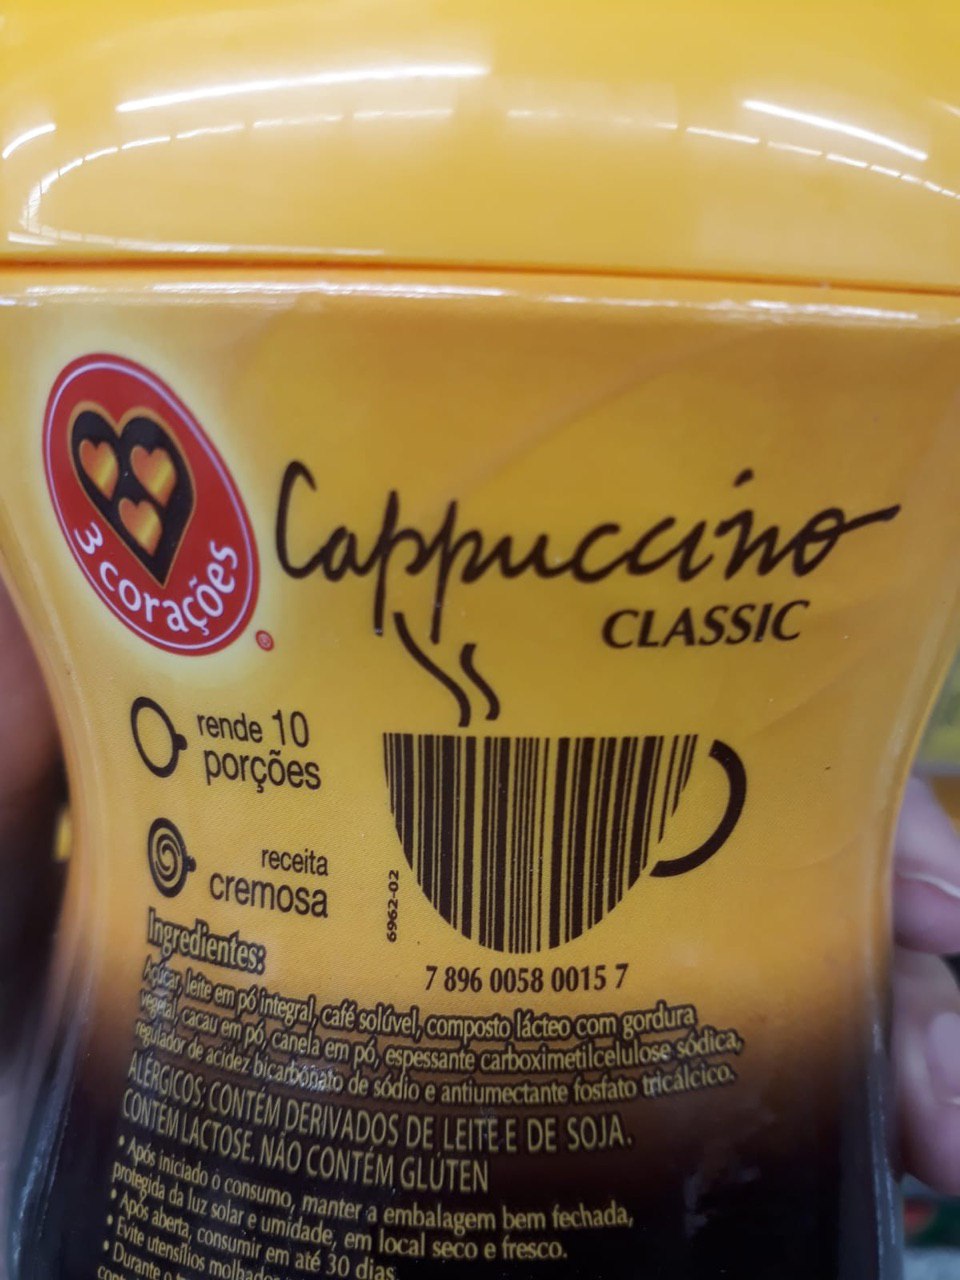 3 corações
®
Cappuccino
CLASSIC
rende 10
porções
receita
cremosa
6962-02
7 896 0058 0015 7
Ingredientes:
Açúcar, leite em pó integral, café solúvel, composto lácteo com gordura
vegetal, cacau em pó, canela em pó, espessante carboximetilcelulose sódica,
regulador de acidez bicarbonato de sódio e antiumectante fosfato tricálcico.
ALÉRGICOS: CONTÉM DERIVADOS DE LEITE E DE SOJA.
CONTÉM LACTOSE. NÃO CONTÉM GLÚTEN
• Após iniciado o consumo, manter a embalagem bem fechada,
protegida da luz solar e umidade, em local seco e fresco.
• Após aberta, consumir em até 30 dias.
• Evite utensílios
• Durante o